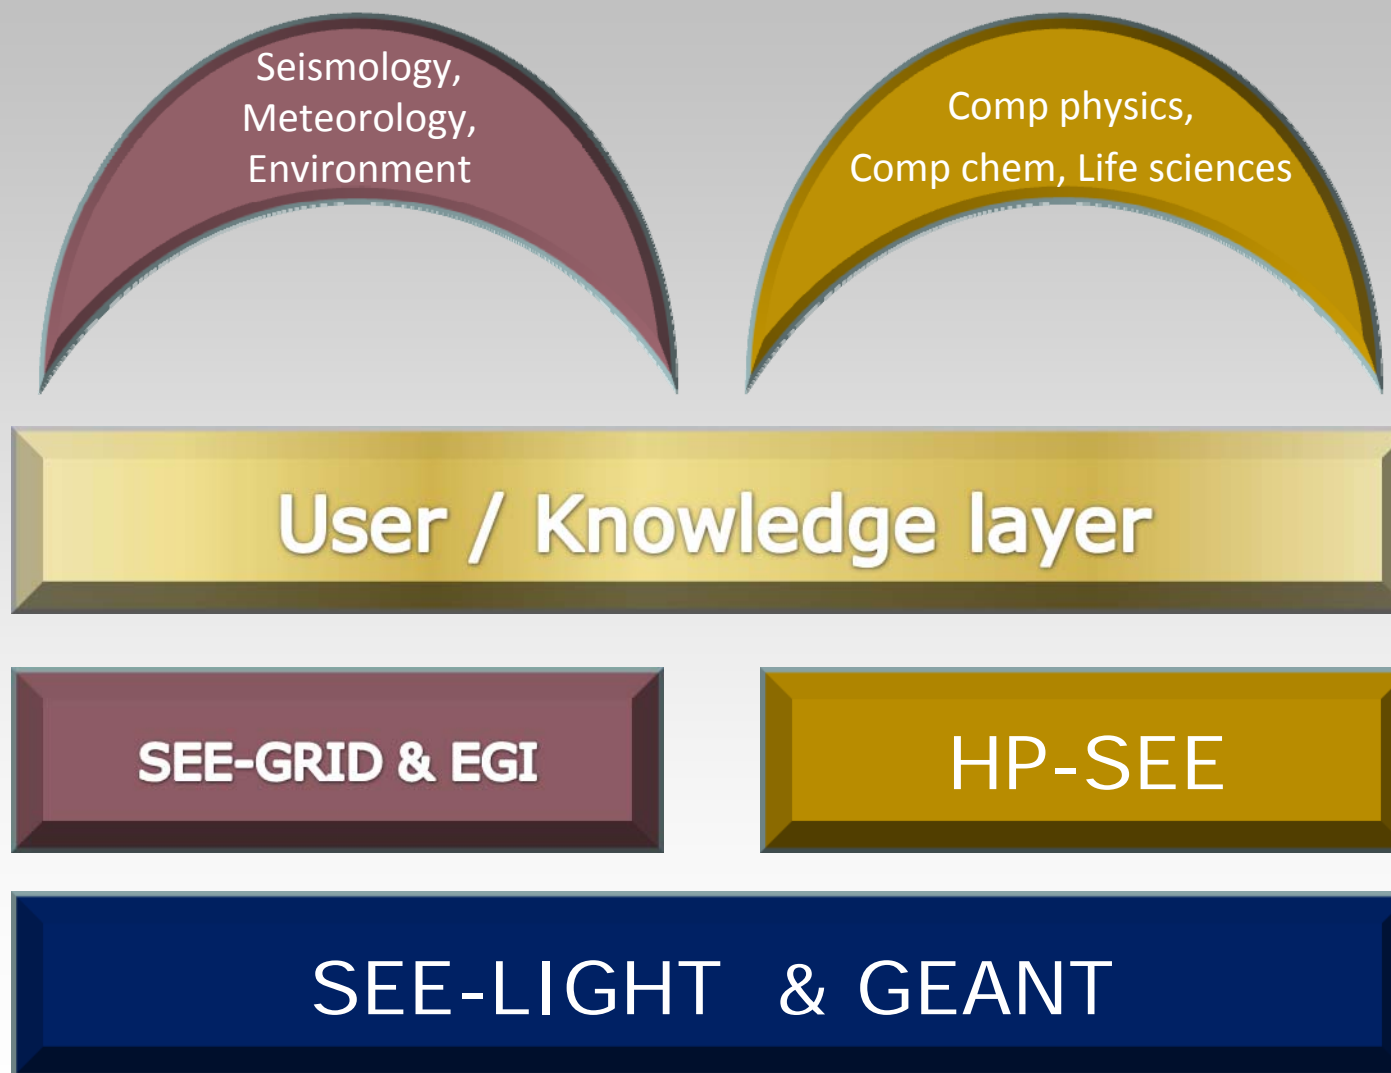 Seismology,
Meteorology,
Environment
Comp physics,
Comp chem, Life sciences
User / Knowledge layer
SEE-GRID & EGI
HP-SEE
SEE-LIGHT & GEANT